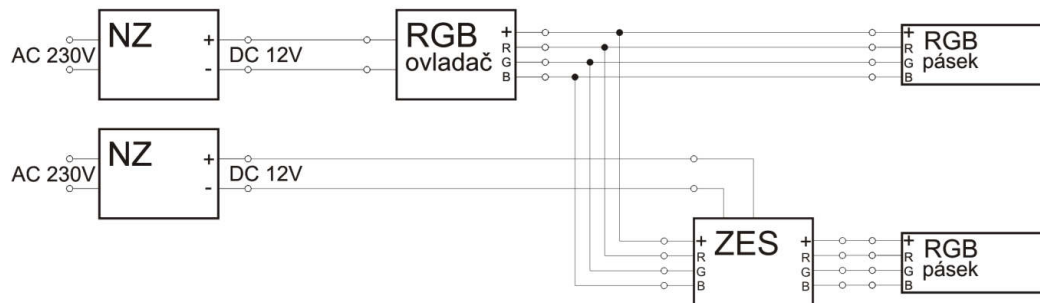 NZ
AC 230V
+
-
DC 12V
RGB
ovladač
+
R
G
B
+
R
G
B
RGB
pásek
NZ
AC 230V
+
-
DC 12V
+
R
G
B
ZES
+
R
G
B
+
R
G
B
RGB
pásek